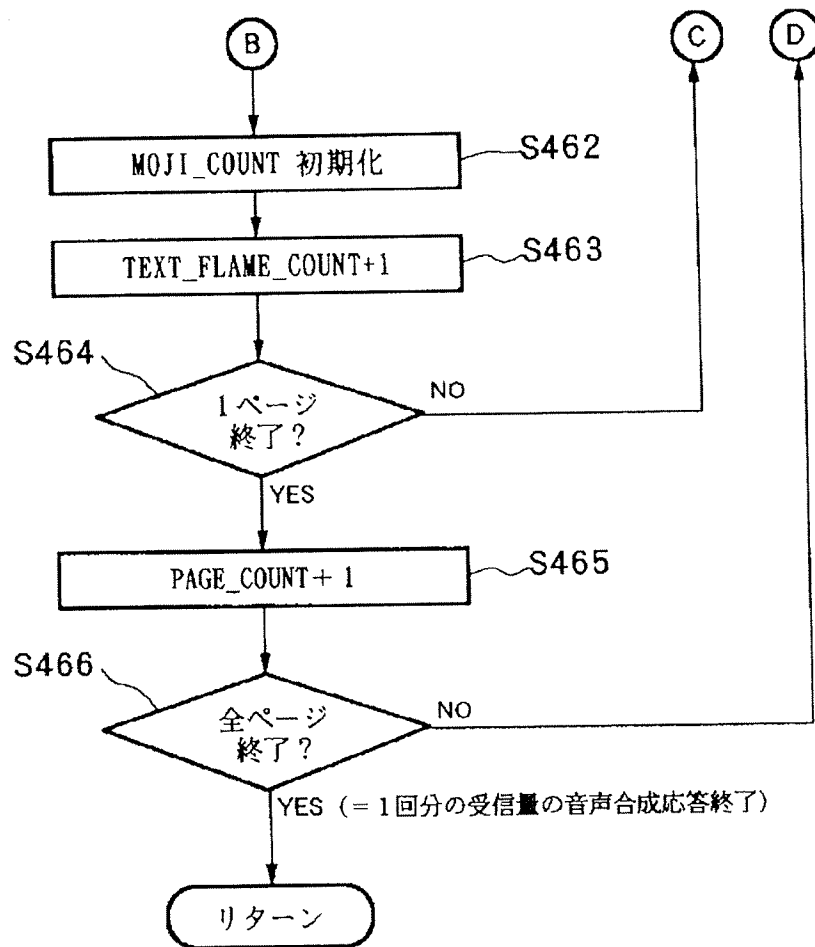 B
C
D
MOJI_COUNT 初期化
S462
TEXT_FLAME_COUNT+1
S463
S464
1ページ
終了?
NO
YES
PAGE_COUNT+1
S465
S466
全ページ
終了?
NO
YES (=1回分の受信量の音声合成応答終了)
リターン